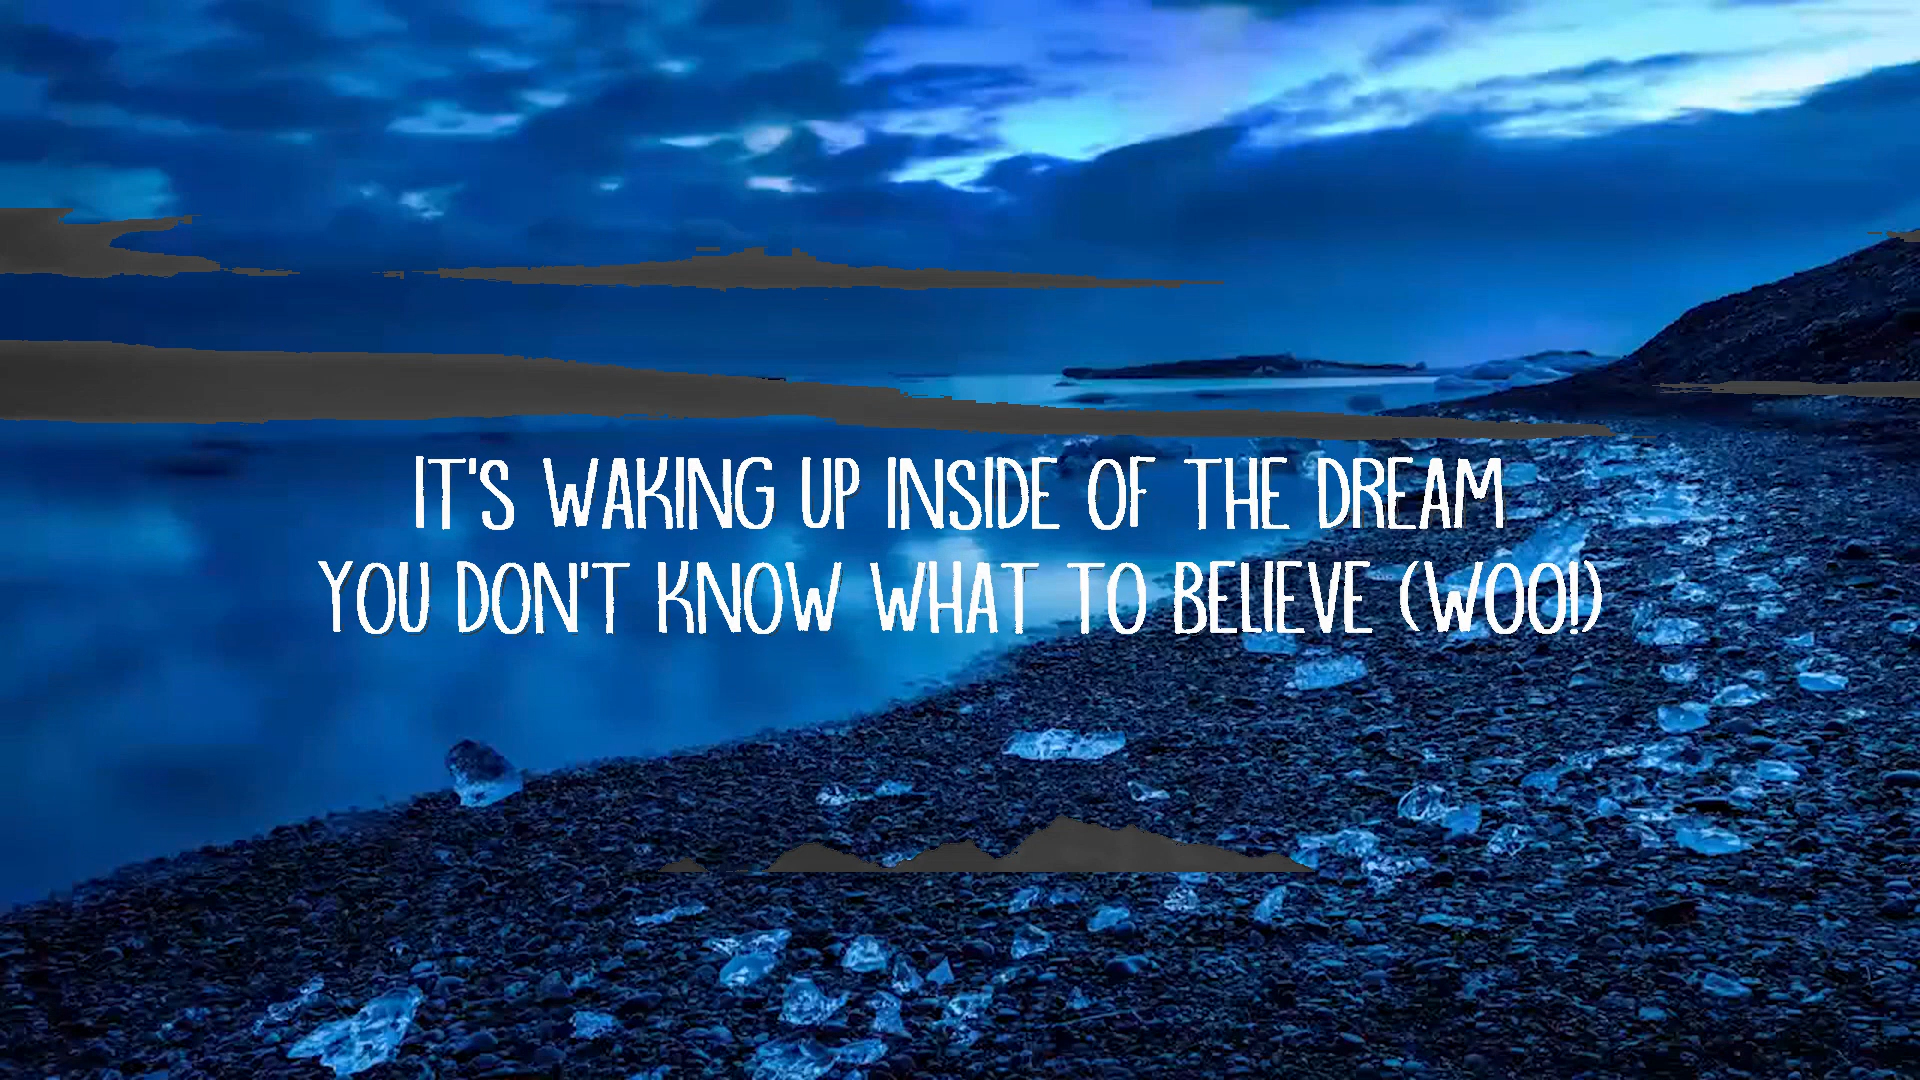 IT'S WAKING UP INSIDE OF THE DREAM
YOU DON'T KNOW WHAT TO BELIEVE (WOO!)